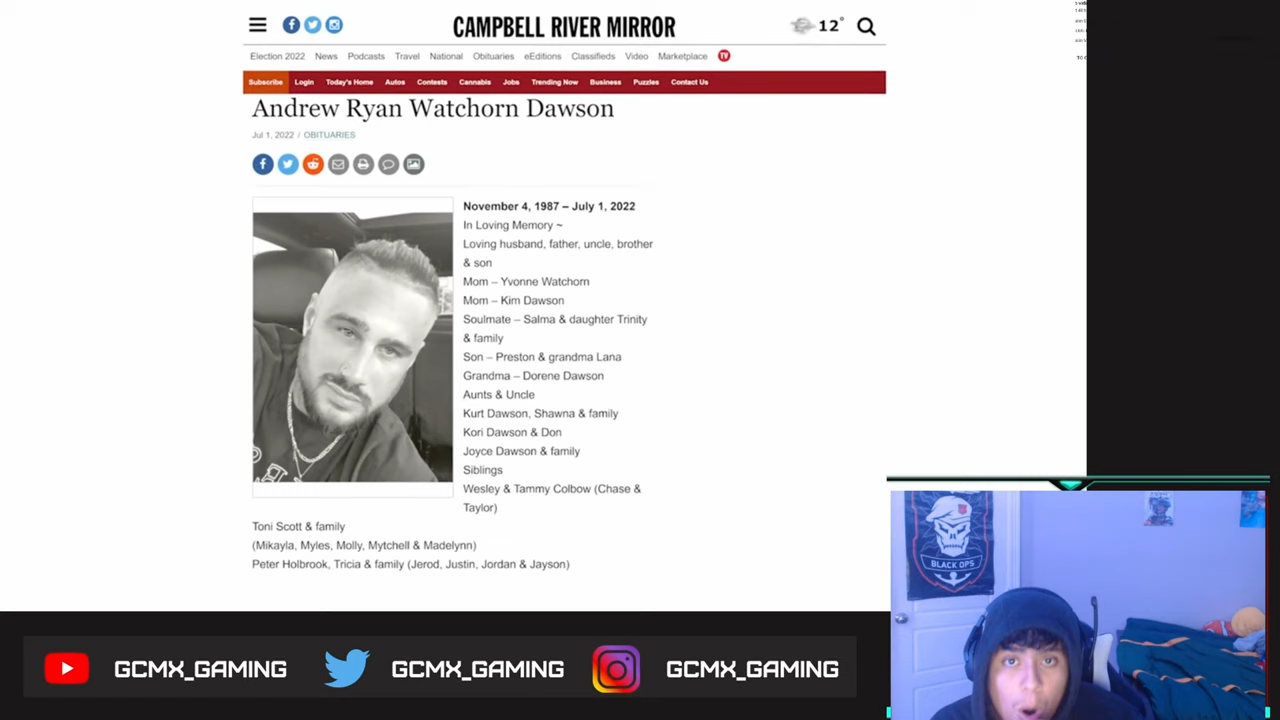 CAMPBELL RIVER MIRROR
12°
Election 2022 News Podcasts Travel National Obituaries eEditions Classifieds Video Marketplace TV
Subscribe Login Today's Home Autos Contests Cannabis Jobs Trending Now Business Puzzles Contact Us
Andrew Ryan Watchorn Dawson
Jul 1, 2022 / OBITUARIES
November 4, 1987 – July 1, 2022
In Loving Memory ~
Loving husband, father, uncle, brother
& son
Mom – Yvonne Watchorn
Mom – Kim Dawson
Soulmate – Salma & daughter Trinity
& family
Son – Preston & grandma Lana
Grandma – Dorene Dawson
Aunts & Uncle
Kurt Dawson, Shawna & family
Kori Dawson & Don
Joyce Dawson & family
Siblings
Wesley & Tammy Colbow (Chase &
Taylor)
Toni Scott & family
(Mikayla, Myles, Molly, Mytchell & Madelynn)
Peter Holbrook, Tricia & family (Jerod, Justin, Jordan & Jayson)
BLACK OPS
GCMX_GAMING GCMX_GAMING GCMX_GAMING